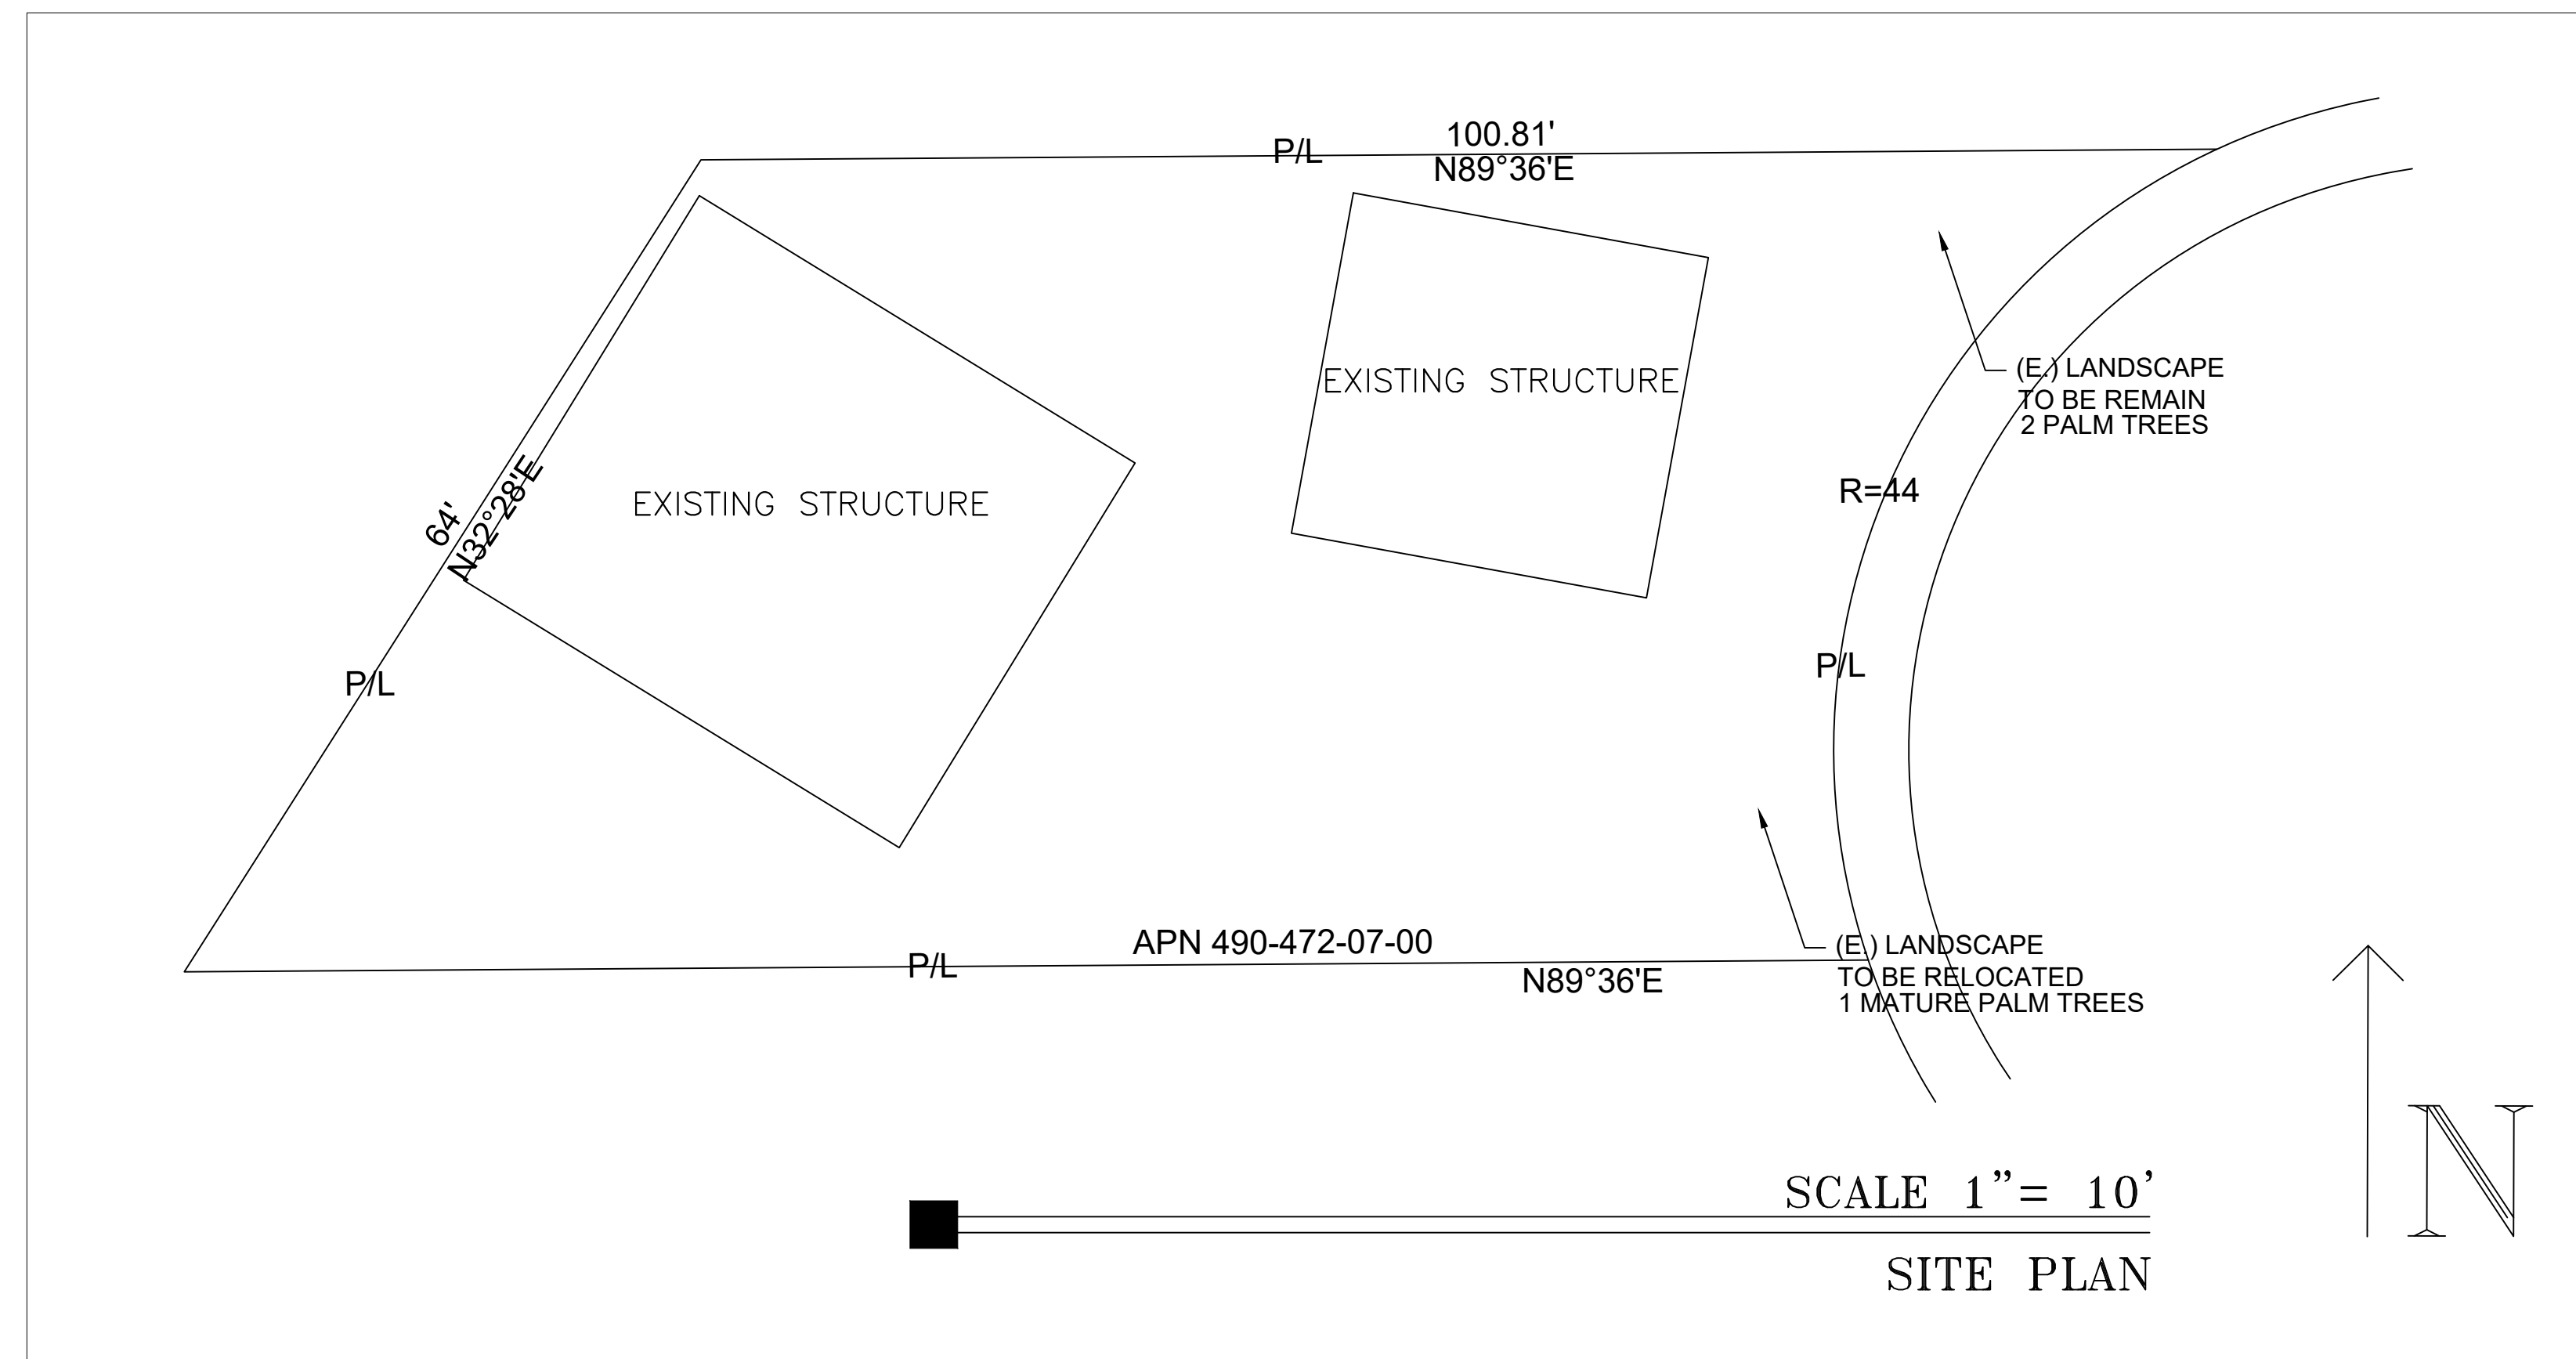 100.81'
P/L
N89°36'E
(E.) LANDSCAPE
TO BE REMAIN
2 PALM TREES
EXISTING STRUCTURE
EXISTING STRUCTURE
64'
N32°28'E
R=44
P/L
P/L
APN 490-472-07-00
P/L
N89°36'E
(E.) LANDSCAPE
TO BE RELOCATED
1 MATURE PALM TREES
SCALE 1"= 10'
SITE PLAN
N